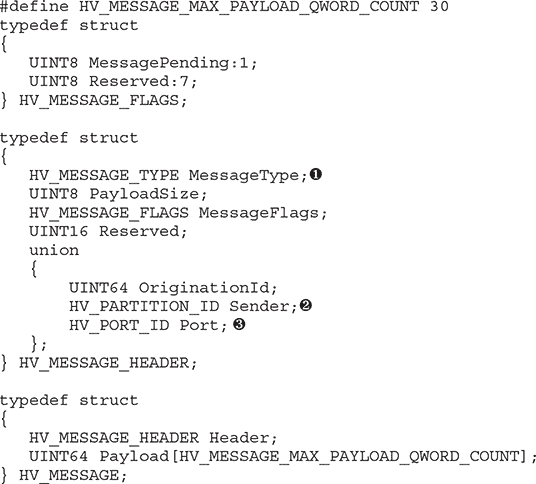 #define HV_MESSAGE_MAX_PAYLOAD_QWORD_COUNT 30
typedef struct
{
   UINT8 MessagePending:1;
   UINT8 Reserved:7;
} HV_MESSAGE_FLAGS;

typedef struct
{
   HV_MESSAGE_TYPE MessageType;❶
   UINT8 PayloadSize;
   HV_MESSAGE_FLAGS MessageFlags;
   UINT16 Reserved;
   union
   {
       UINT64 OriginationId;
       HV_PARTITION_ID Sender;❷
       HV_PORT_ID Port;❸
   };
} HV_MESSAGE_HEADER;

typedef struct
{
   HV_MESSAGE_HEADER Header;
   UINT64 Payload[HV_MESSAGE_MAX_PAYLOAD_QWORD_COUNT];
} HV_MESSAGE;